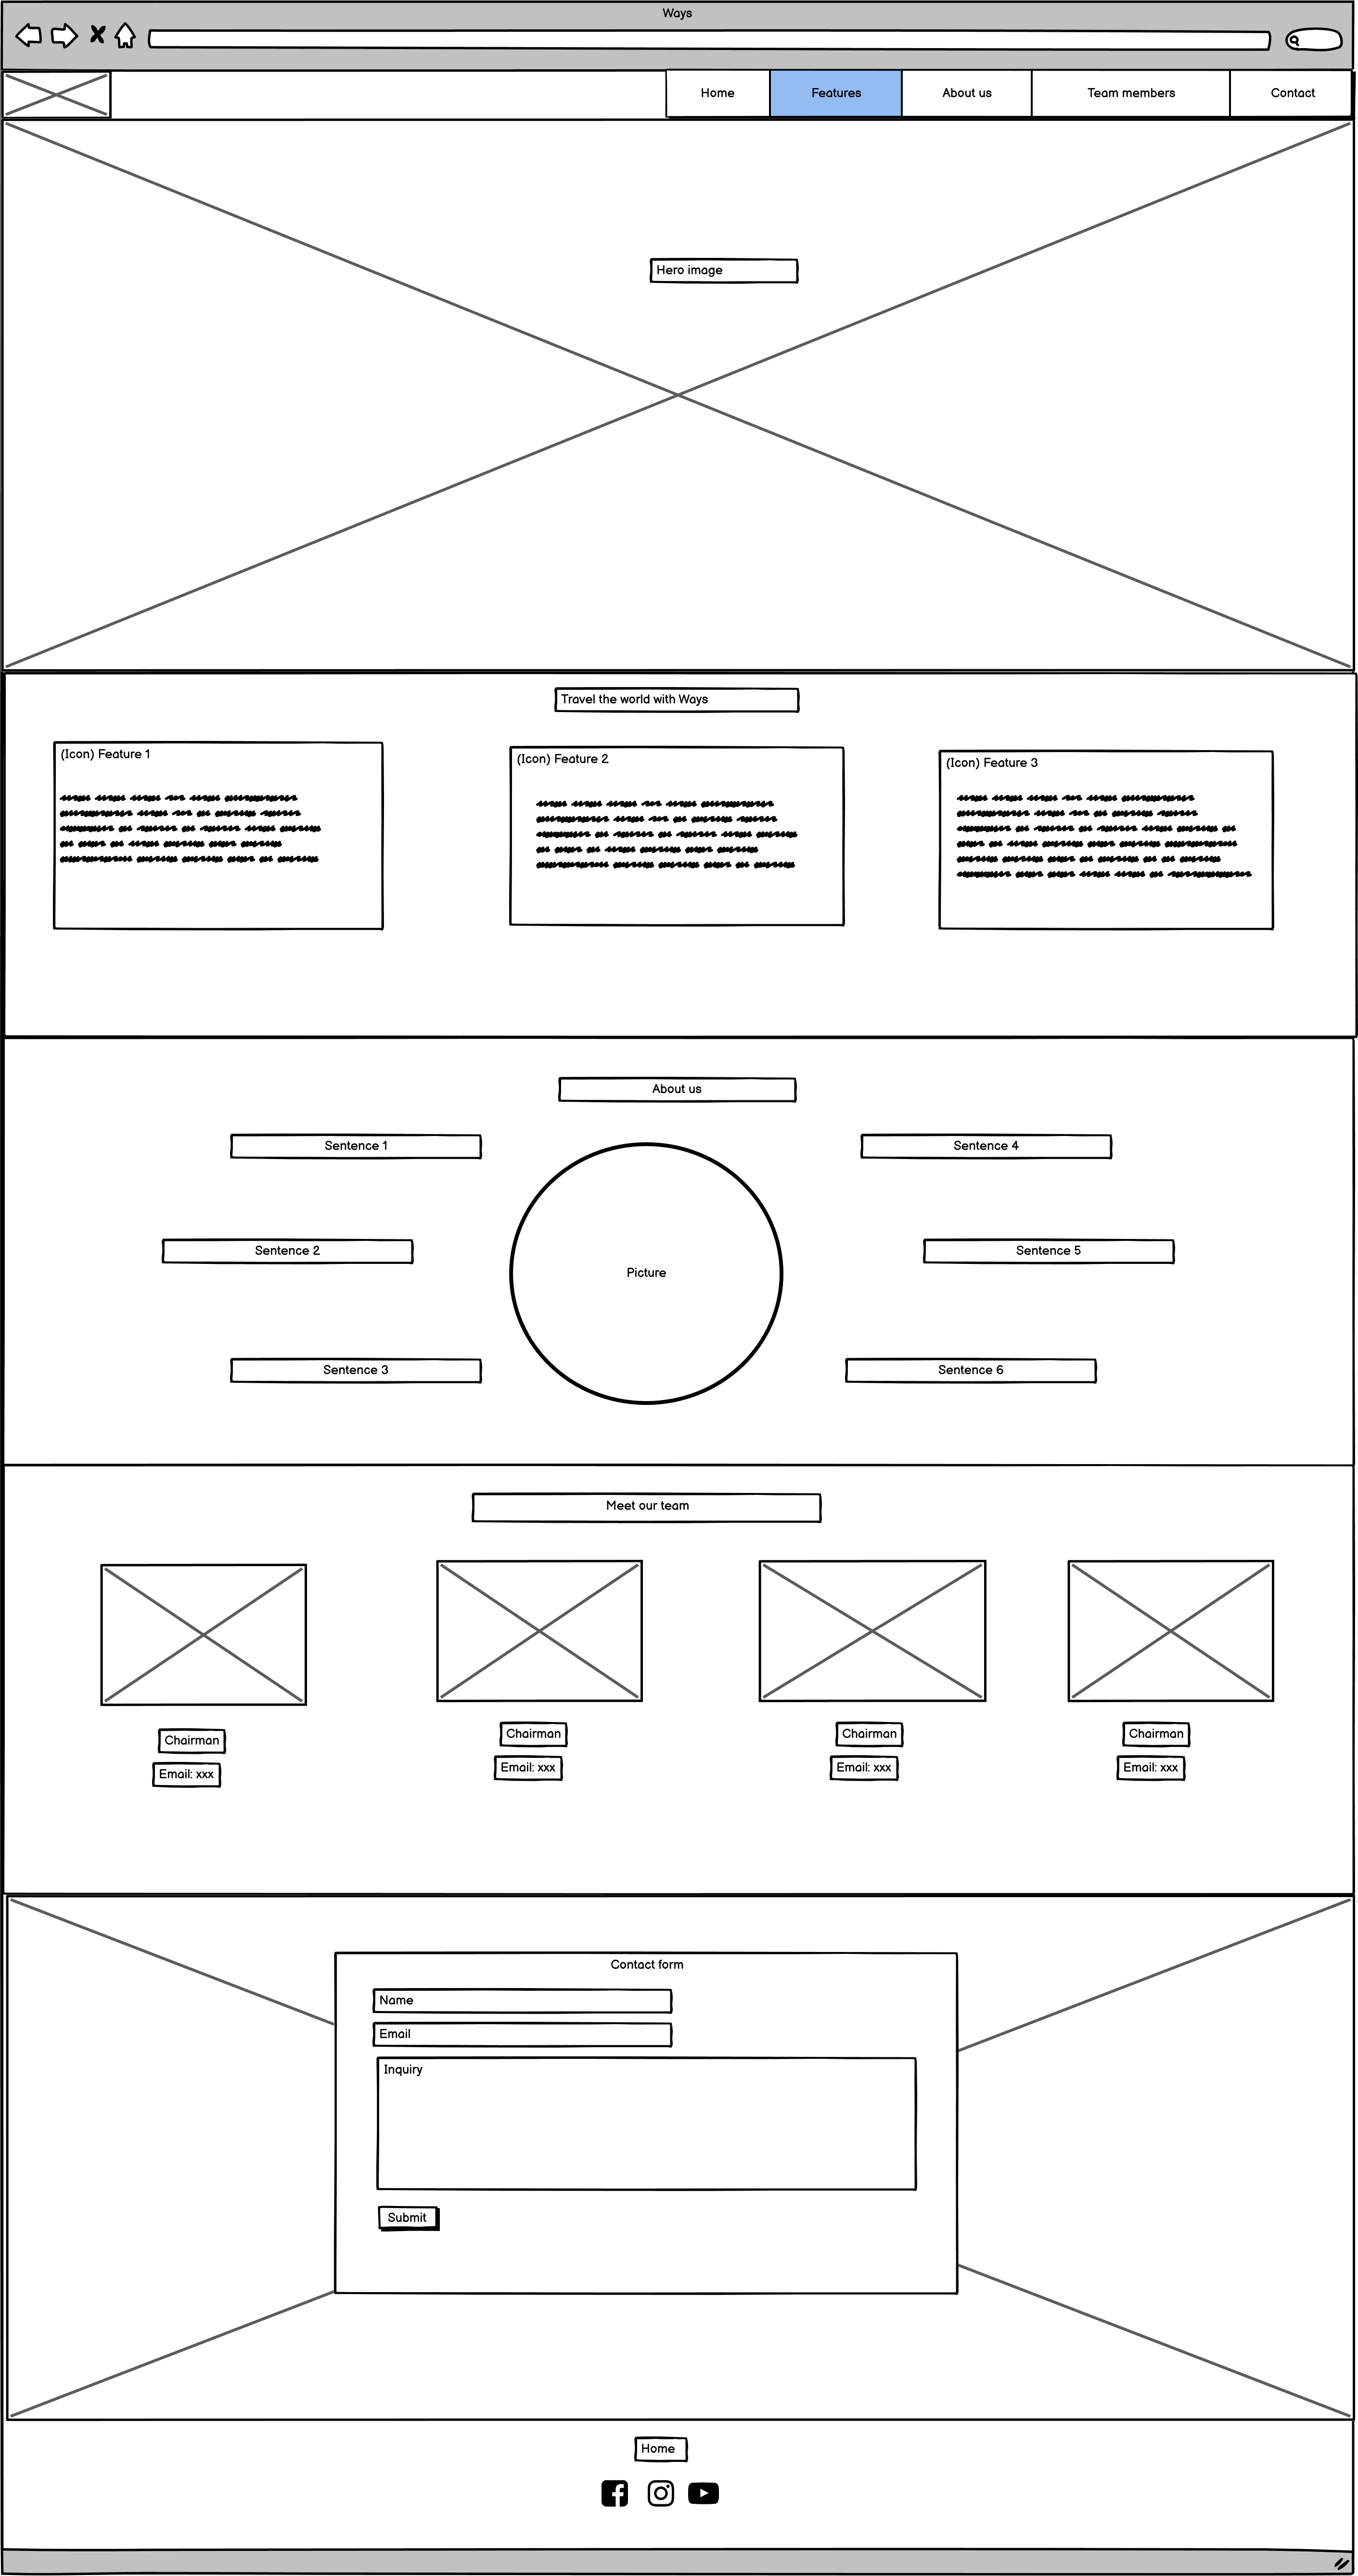 Ways
Home
Features
About us
Team members
Contact
Hero image
Travel the world with Ways
(Icon) Feature 1
(Icon) Feature 2
(Icon) Feature 3
About us
Sentence 1
Sentence 4
Sentence 2
Sentence 5
Picture
Sentence 3
Sentence 6
Meet our team
Chairman
Email: xxx
Chairman
Email: xxx
Chairman
Email: xxx
Chairman
Email: xxx
Contact form
Name
Email
Inquiry
Submit
Home